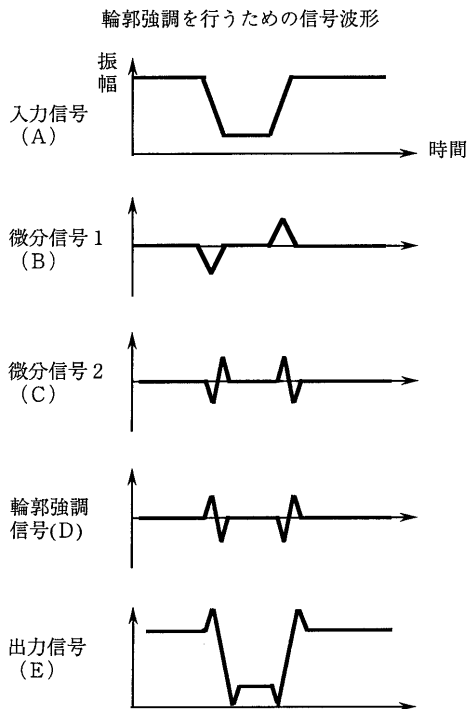 輪郭強調を行うための信号波形
振幅
入力信号
（A）
時間
微分信号1
（B）
微分信号2
（C）
輪郭強調
信号(D)
出力信号
（E）